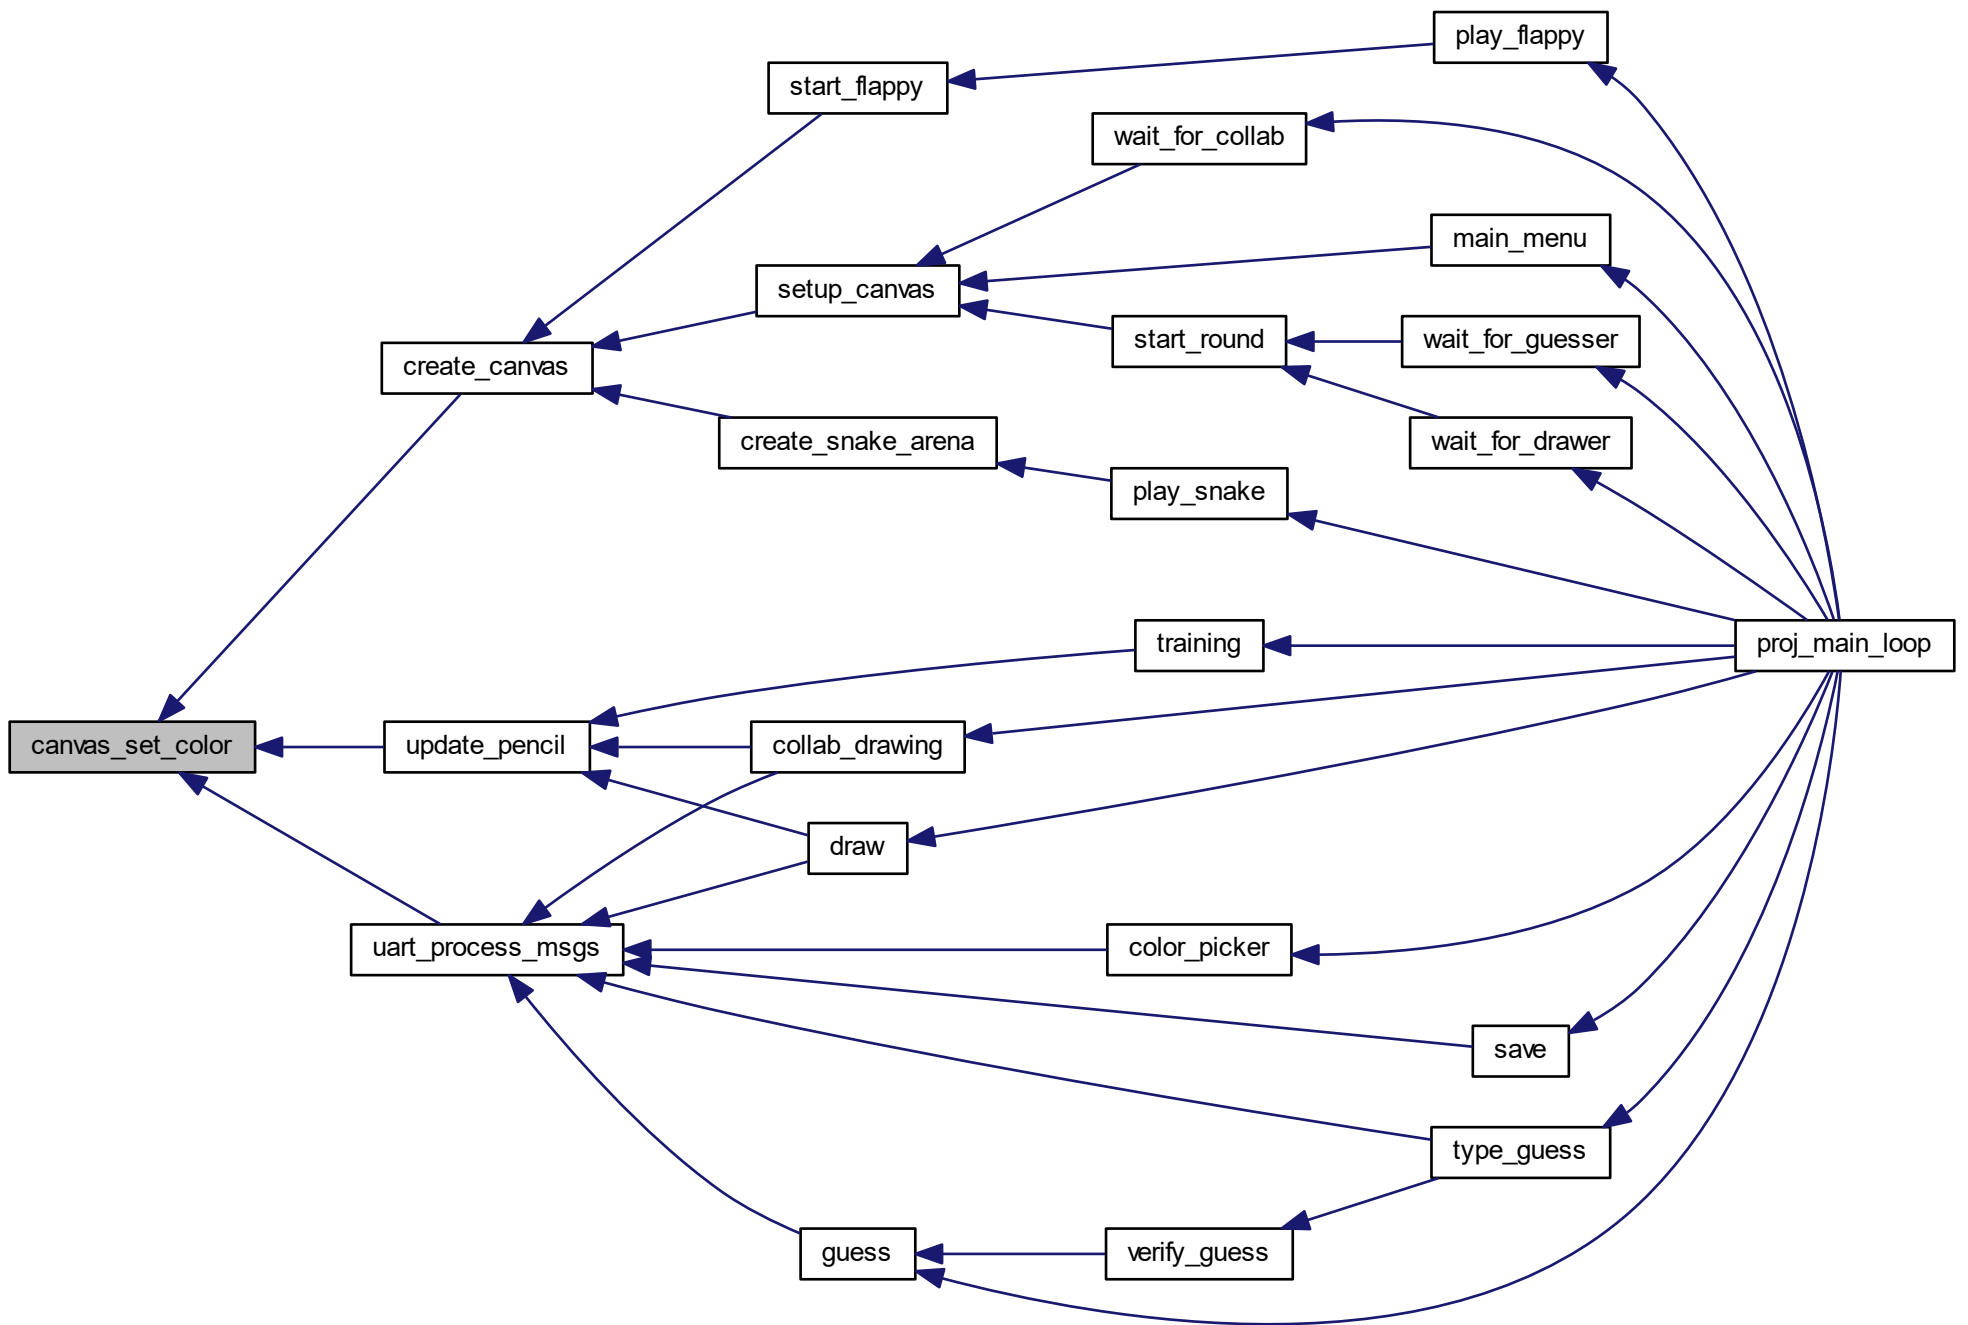 play_flappy
start_flappy
wait_for_collab
main_menu
setup_canvas
start_round
wait_for_guesser
create_canvas
create_snake_arena
wait_for_drawer
play_snake
training
proj_main_loop
canvas_set_color
update_pencil
collab_drawing
draw
uart_process_msgs
color_picker
save
type_guess
guess
verify_guess